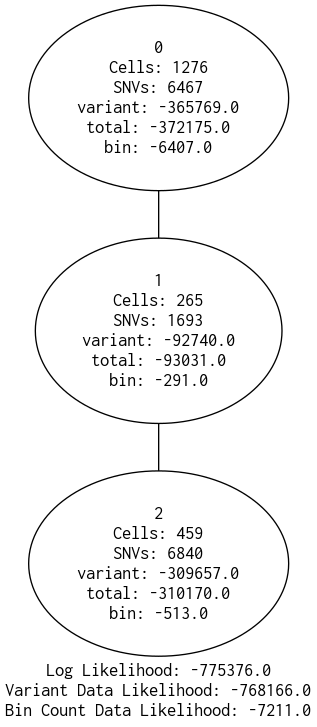 0
Cells: 1276
SNVs: 6467
variant: -365769.0
total: -372175.0
bin: -6407.0
1
Cells: 265
SNVs: 1693
variant: -92740.0
total: -93031.0
bin: -291.0
2
Cells: 459
SNVs: 6840
variant: -309657.0
total: -310170.0
bin: -513.0
Log Likelihood: -775376.0
Variant Data Likelihood: -768166.0
Bin Count Data Likelihood: -7211.0